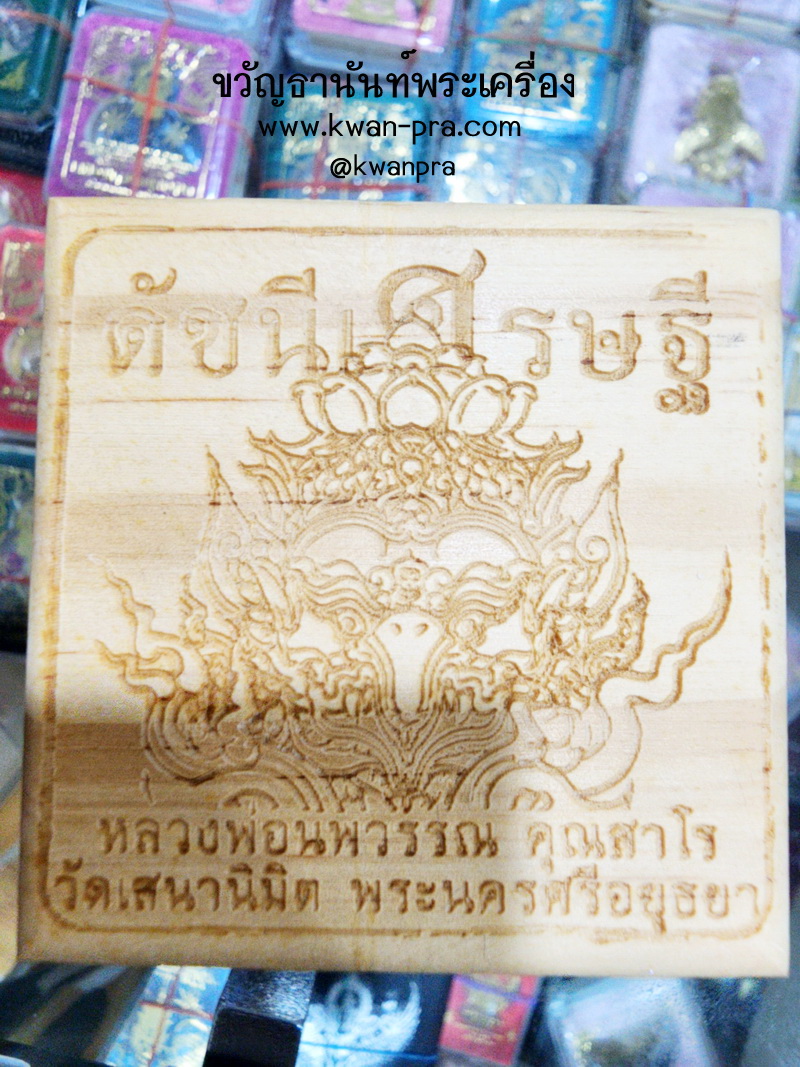 ขวัญธานันท์พระเครื่อง
www.kwan-pra.com
@kwanpra
ดัชนีเศรษฐี
หลวงพ่อนพวรรณ คุณสาโร
วัดเสนานิมิต พระนครศรีอยุธยา